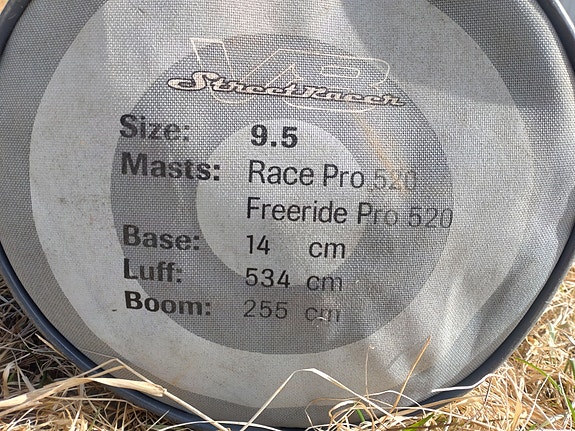 V8
StreetRacer
Size: 9.5
Masts: Race Pro 520
Freeride Pro 520
Base: 14 cm
Luff: 534 cm
Boom: 255 cm